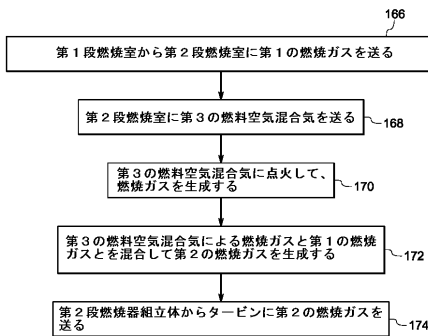 166
第1段燃焼室から第2段燃焼室に第1の燃焼ガスを送る
第2段燃焼室に第3の燃料空気混合気を送る
168
第3の燃料空気混合気に点火して、
燃焼ガスを生成する
170
第3の燃料空気混合気による燃焼ガスと第1の燃焼
ガスとを混合して第2の燃焼ガスを生成する
172
第2段燃焼器組立体からタービンに第2の燃焼ガスを
送る
174